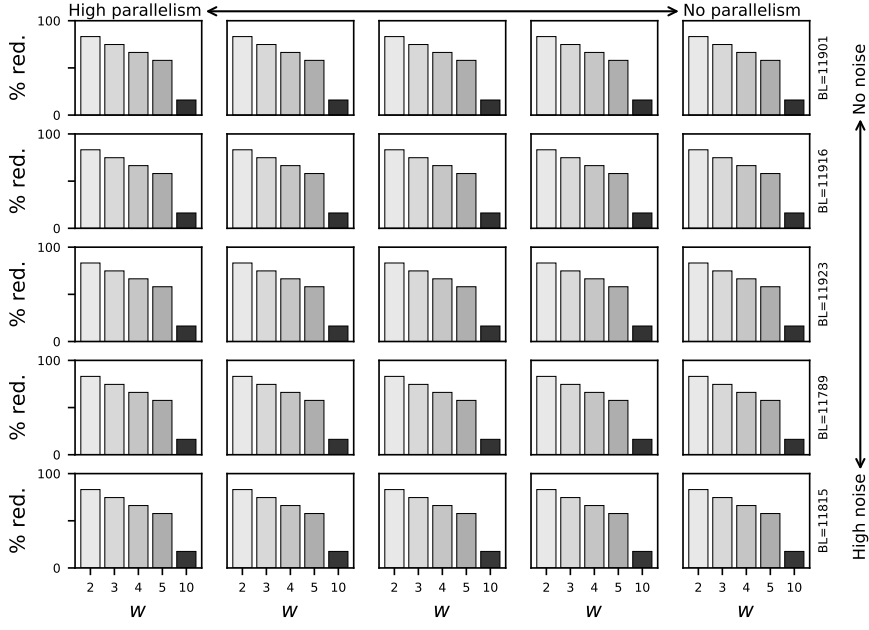 High parallelism No parallelism
100
% red.
0
BL=11901
No noise
100
% red.
0
BL=11916
100
% red.
0
BL=11923
100
% red.
0
BL=11789
100
% red.
0
BL=11815
High noise
2 3 4 5 10 2 3 4 5 10 2 3 4 5 10 2 3 4 5 10 2 3 4 5 10
w w w w w